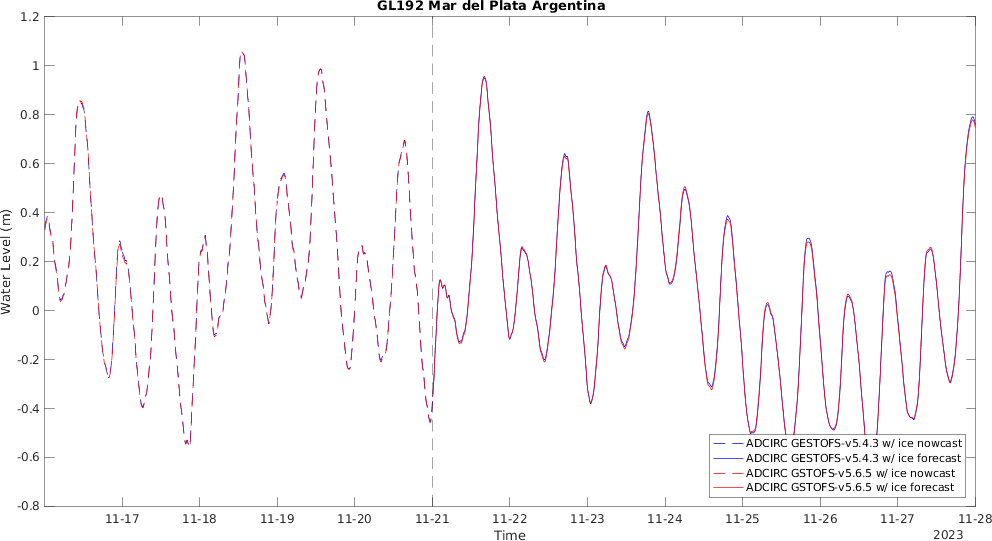 GL192 Mar del Plata Argentina
1.2
1
0.8
0.6
0.4
0.2
0
-0.2
-0.4
-0.6
-0.8
Water Level (m)
ADCIRC GESTOFS-v5.4.3 w/ ice nowcast
ADCIRC GESTOFS-v5.4.3 w/ ice forecast
ADCIRC GSTOFS-v5.6.5 w/ ice nowcast
ADCIRC GSTOFS-v5.6.5 w/ ice forecast
11-17 11-18 11-19 11-20 11-21 11-22 11-23 11-24 11-25 11-26 11-27 11-28
Time
2023